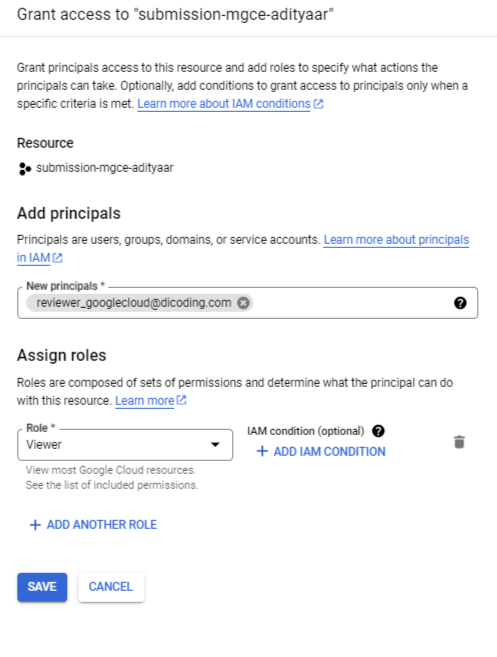 Grant access to "submission-mgce-adityaar"
Grant principals access to this resource and add roles to specify what actions the
principals can take. Optionally, add conditions to grant access to principals only when a
specific criteria is met. Learn more about IAM conditions
Resource
submission-mgce-adityaar
Add principals
Principals are users, groups, domains, or service accounts. Learn more about principals
in IAM
New principals *
reviewer_googlecloud@dicoding.com
Assign roles
Roles are composed of sets of permissions and determine what the principal can do
with this resource. Learn more
Role *
Viewer
IAM condition (optional)
+ ADD IAM CONDITION
View most Google Cloud resources.
See the list of included permissions.
+ ADD ANOTHER ROLE
SAVE
CANCEL